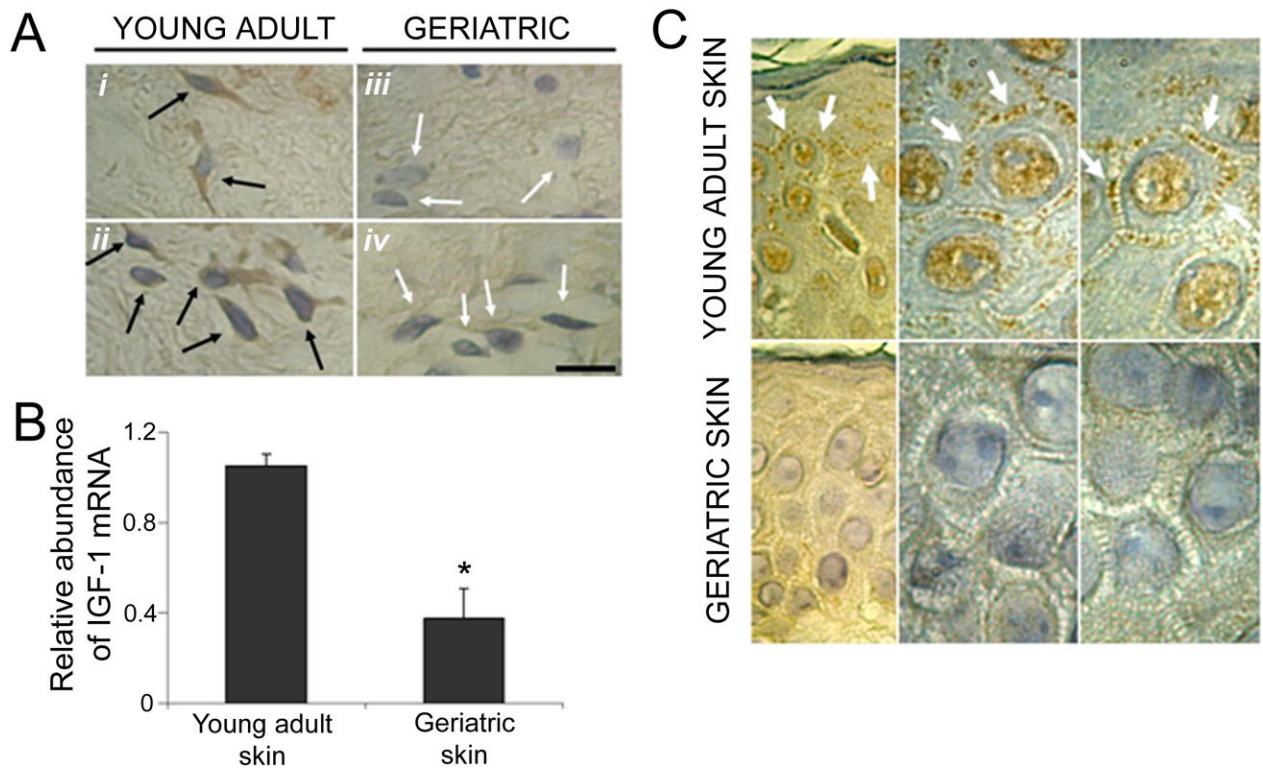 A
YOUNG ADULT
GERIATRIC
i
iii
ii
iv
B
Relative abundance
of IGF-1 mRNA
1.2
0.8
0.4
0
*
Young adult
skin
Geriatric
skin
C
YOUNG ADULT SKIN
GERIATRIC SKIN